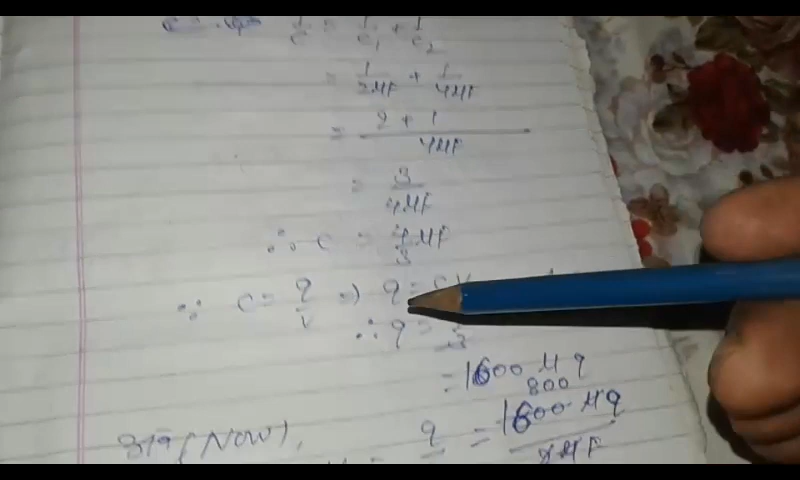 1/C = 1/C₁ + 1/C₂
= 1/2μF + 1/4μF
= 2 + 1/4μF
= 3/4μF
∴ C = 4/3 μF
∵ C = q/V ⇒ q = CV
∴ q =
= 1600 μq
800
(Now), q = 1600 μq/2μF